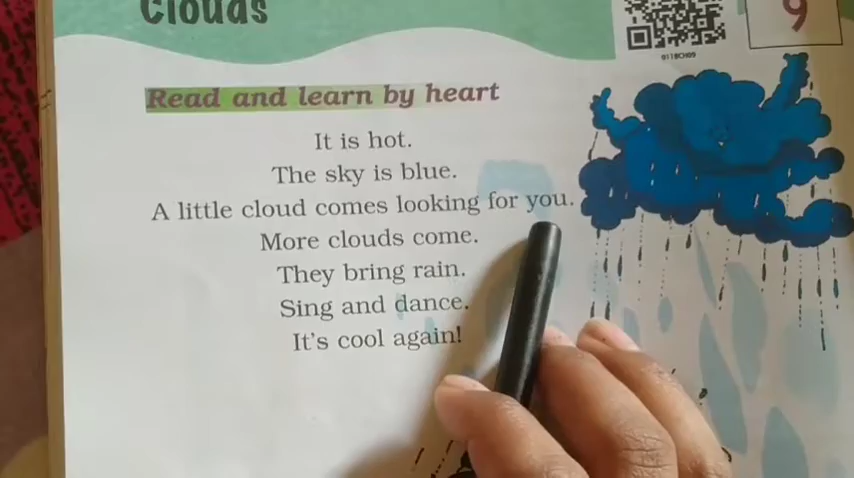 Clouds
9
0118CH09
Read and learn by heart
It is hot.
The sky is blue.
A little cloud comes looking for you.
More clouds come.
They bring rain.
Sing and dance.
It's cool again!